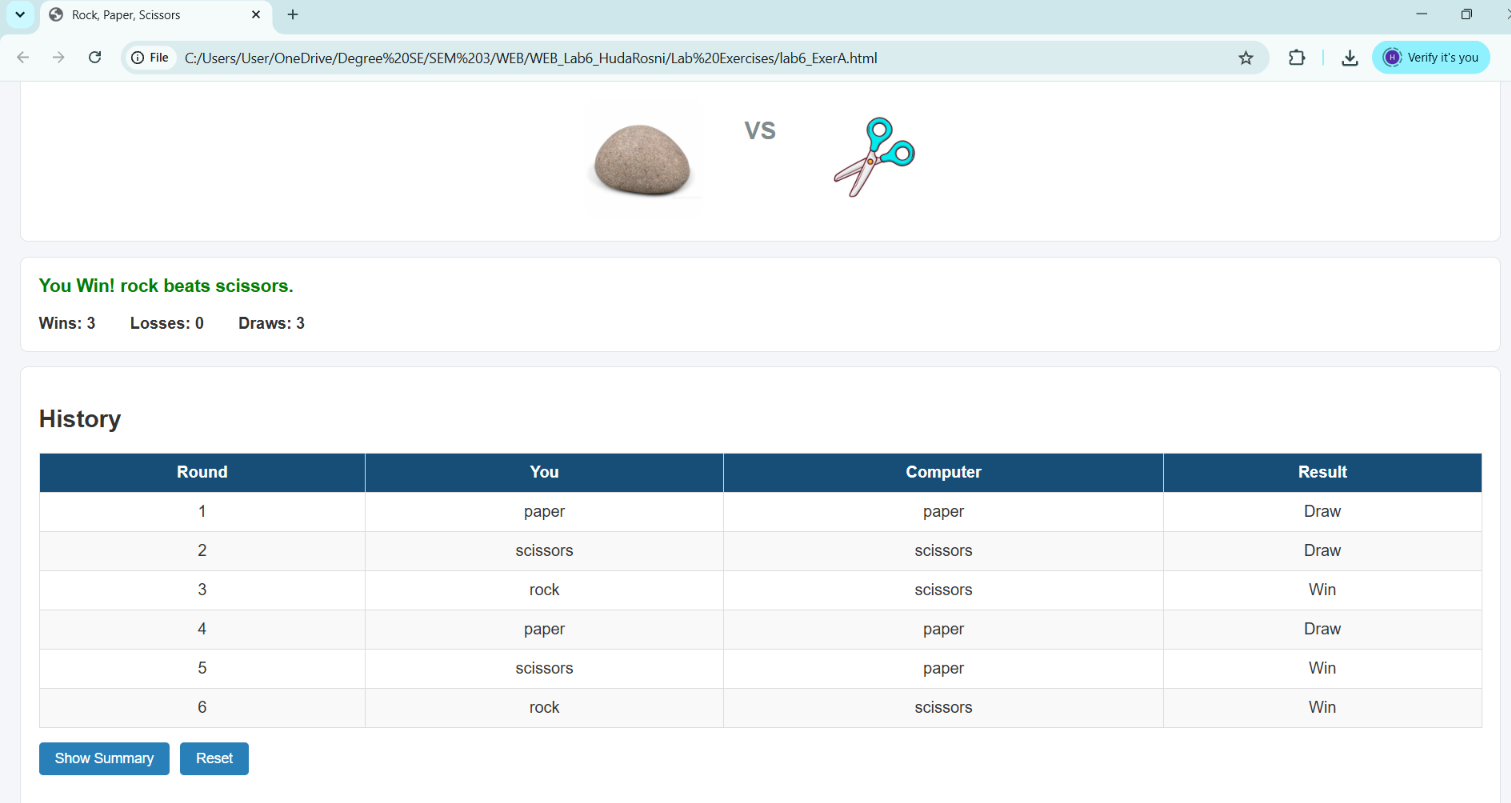 Rock, Paper, Scissors
File C:/Users/User/OneDrive/Degree%20SE/SEM%203/WEB/WEB_Lab6_HudaRosni/Lab%20Exercises/lab6_ExerA.html H Verify it's you
VS
You Win! rock beats scissors.
Wins: 3 Losses: 0 Draws: 3
History
Round You Computer Result
1 paper paper Draw
2 scissors scissors Draw
3 rock scissors Win
4 paper paper Draw
5 scissors paper Win
6 rock scissors Win
Show Summary Reset